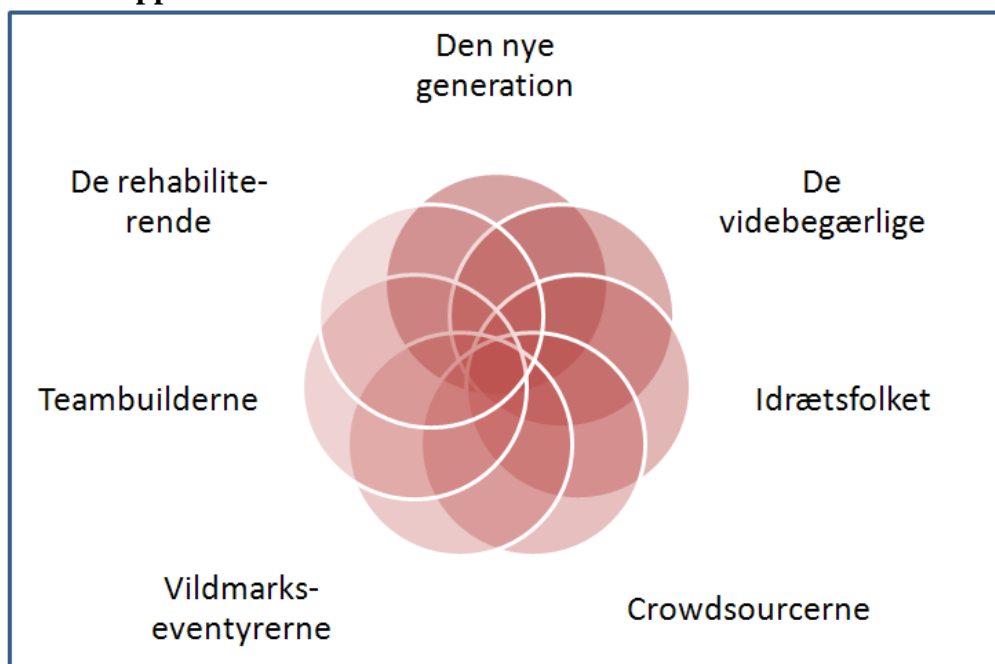 Den nye
generation
De rehabilite-
rende
De
videbegærlige
Teambuilderne
Idrætsfolket
Vildmarks-
eventyrerne
Crowdsourcerne